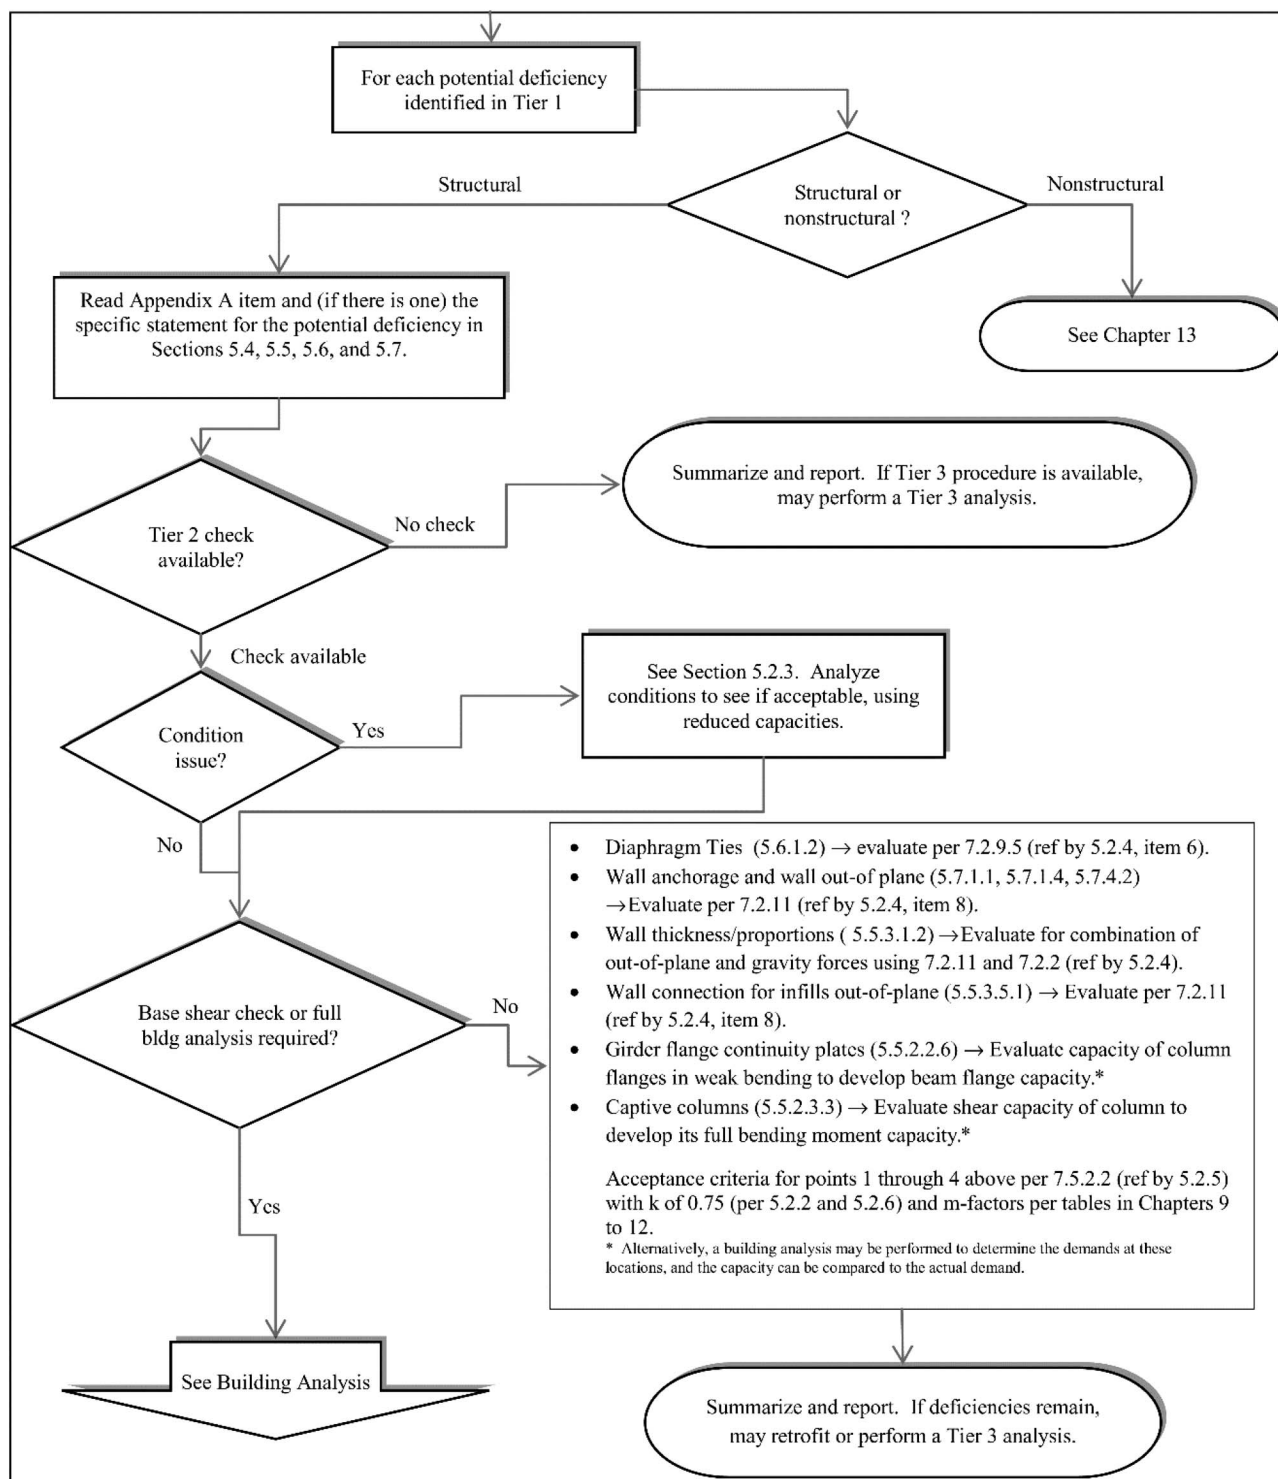 For each potential deficiency
identified in Tier 1
Structural
Structural or
nonstructural ?
Nonstructural
Read Appendix A item and (if there is one) the
specific statement for the potential deficiency in
Sections 5.4, 5.5, 5.6, and 5.7.
See Chapter 13
Summarize and report.  If Tier 3 procedure is available,
may perform a Tier 3 analysis.
Tier 2 check
available?
No check
Check available
See Section 5.2.3.  Analyze
conditions to see if acceptable, using
reduced capacities.
Condition
issue?
Yes
No
• Diaphragm Ties  (5.6.1.2) → evaluate per 7.2.9.5 (ref by 5.2.4, item 6).
• Wall anchorage and wall out-of plane (5.7.1.1, 5.7.1.4, 5.7.4.2)
→Evaluate per 7.2.11 (ref by 5.2.4, item 8).
• Wall thickness/proportions ( 5.5.3.1.2) →Evaluate for combination of
out-of-plane and gravity forces using 7.2.11 and 7.2.2 (ref by 5.2.4).
• Wall connection for infills out-of-plane (5.5.3.5.1) → Evaluate per 7.2.11
(ref by 5.2.4, item 8).
• Girder flange continuity plates (5.5.2.2.6) → Evaluate capacity of column
flanges in weak bending to develop beam flange capacity.*
• Captive columns (5.5.2.3.3) → Evaluate shear capacity of column to
develop its full bending moment capacity.*
Acceptance criteria for points 1 through 4 above per 7.5.2.2 (ref by 5.2.5)
with k of 0.75 (per 5.2.2 and 5.2.6) and m-factors per tables in Chapters 9
to 12.
* Alternatively, a building analysis may be performed to determine the demands at these
locations, and the capacity can be compared to the actual demand.
Base shear check or full
bldg analysis required?
No
Yes
See Building Analysis
Summarize and report.  If deficiencies remain,
may retrofit or perform a Tier 3 analysis.